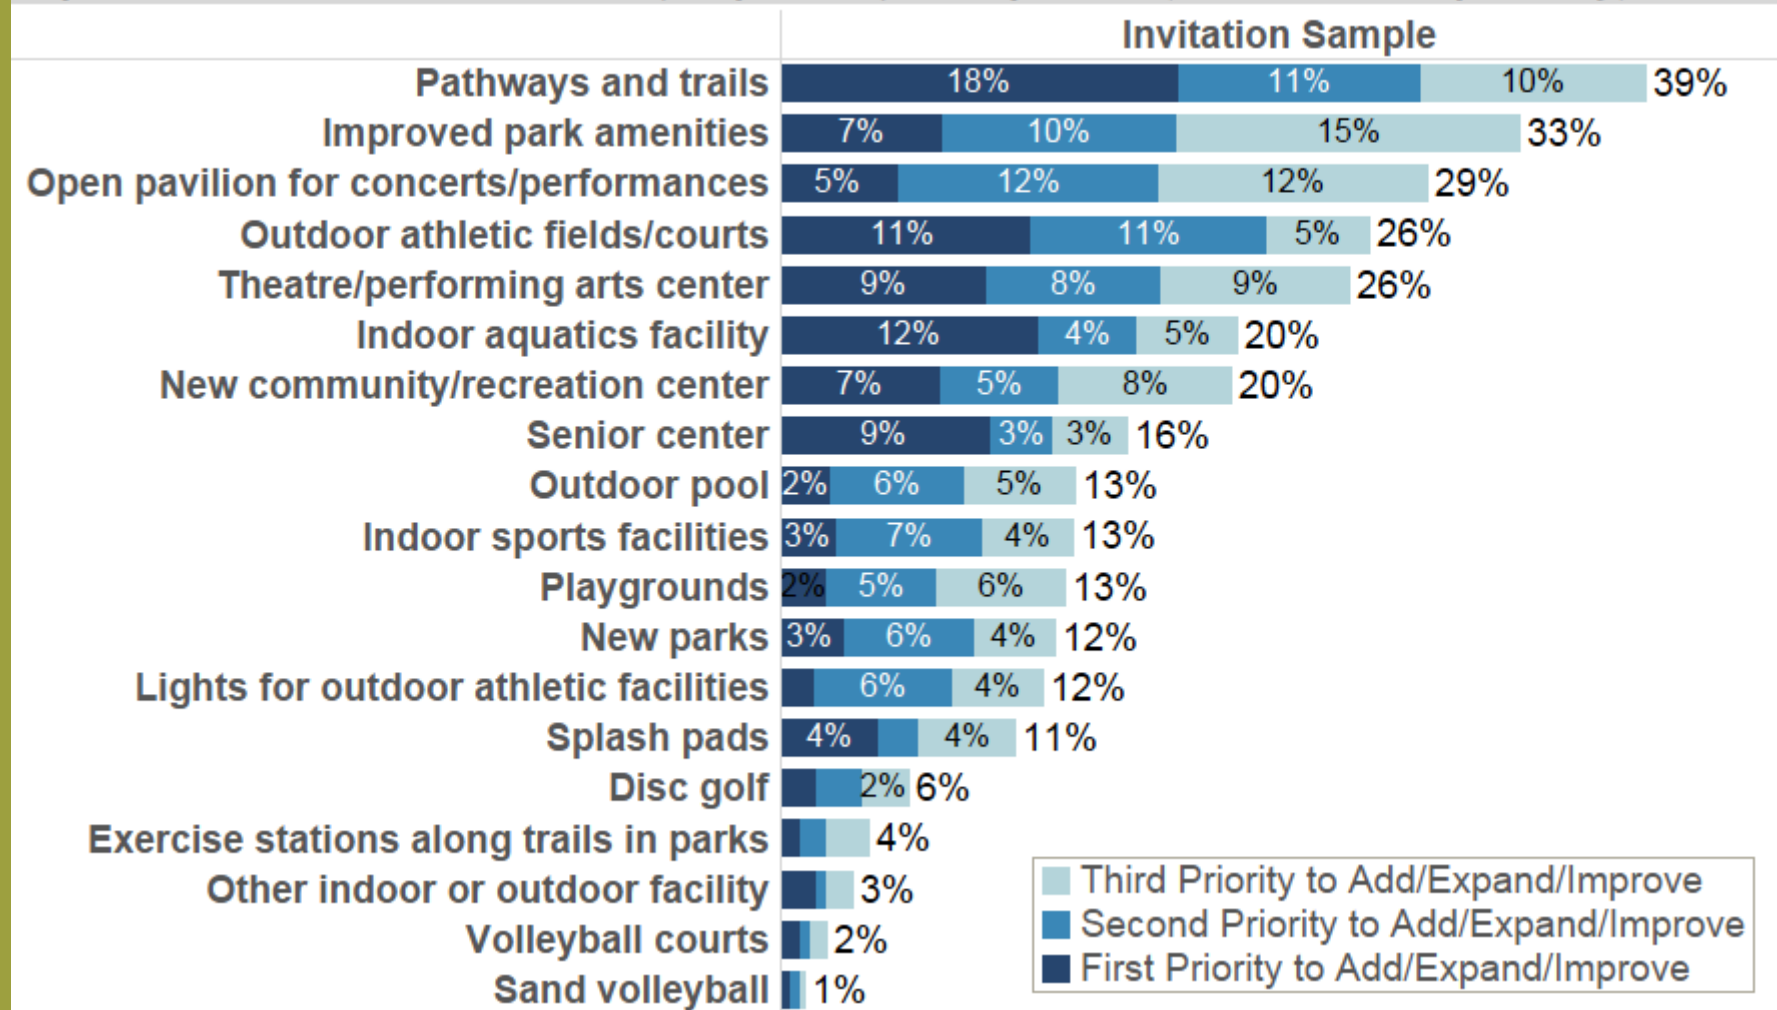 Invitation Sample
Pathways and trails 18% 11% 10% 39%
Improved park amenities 7% 10% 15% 33%
Open pavilion for concerts/performances 5% 12% 12% 29%
Outdoor athletic fields/courts 11% 11% 5% 26%
Theatre/performing arts center 9% 8% 9% 26%
Indoor aquatics facility 12% 4% 5% 20%
New community/recreation center 7% 5% 8% 20%
Senior center 9% 3% 3% 16%
Outdoor pool 2% 6% 5% 13%
Indoor sports facilities 3% 7% 4% 13%
Playgrounds 2% 5% 6% 13%
New parks 3% 6% 4% 12%
Lights for outdoor athletic facilities 6% 4% 12%
Splash pads 4% 4% 11%
Disc golf 2% 6%
Exercise stations along trails in parks 4%
Other indoor or outdoor facility 3%
Volleyball courts 2%
Sand volleyball 1%
Third Priority to Add/Expand/Improve
Second Priority to Add/Expand/Improve
First Priority to Add/Expand/Improve